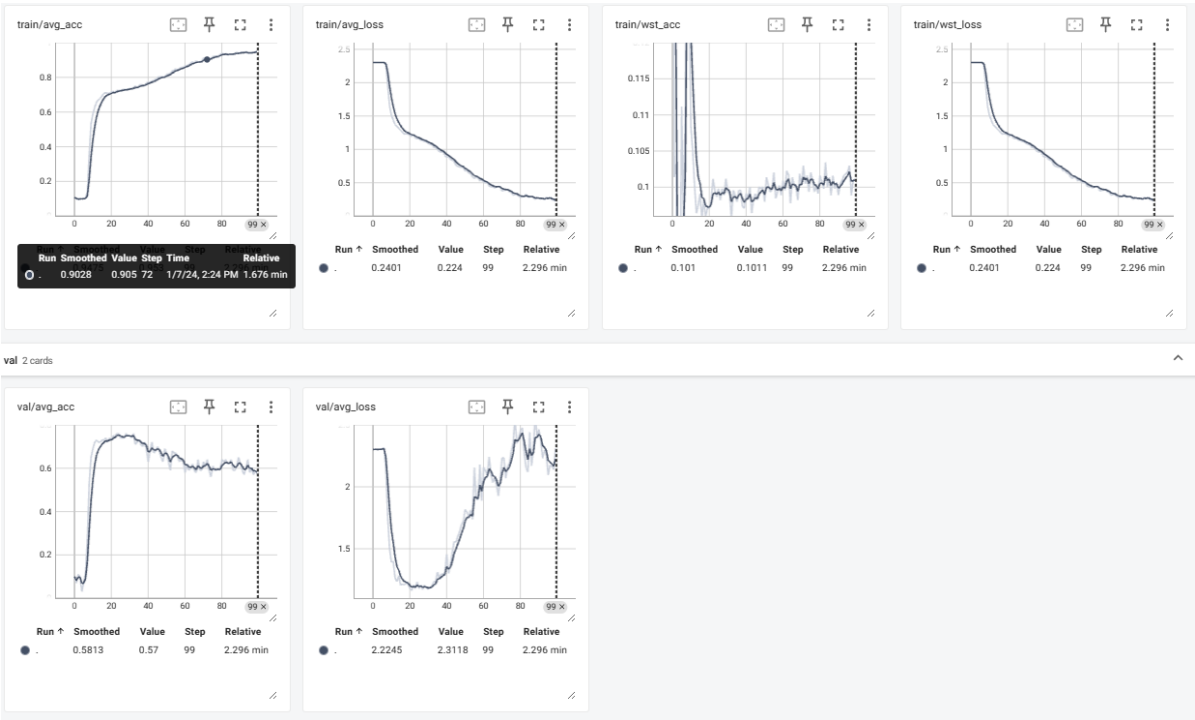 train/avg_acc
0.8
0.6
0.4
0.2
0 20 40 60 80 99 ×
Run ↑ Smoothed Value Step Relative
Run Smoothed Value Step Time Relative
. 0.9028 0.905 72 1/7/24, 2:24 PM 1.676 min
train/avg_loss
2.5
2
1.5
1
0.5
0 20 40 60 80 99 ×
Run ↑ Smoothed Value Step Relative
. 0.2401 0.224 99 2.296 min
train/wst_acc
0.115
0.11
0.105
0.1
0 20 40 60 80 99 ×
Run ↑ Smoothed Value Step Relative
. 0.101 0.1011 99 2.296 min
train/wst_loss
2.5
2
1.5
1
0.5
0 20 40 60 80 99 ×
Run ↑ Smoothed Value Step Relative
. 0.2401 0.224 99 2.296 min
val 2 cards
val/avg_acc
0.6
0.4
0.2
0 20 40 60 80 99 ×
Run ↑ Smoothed Value Step Relative
. 0.5813 0.57 99 2.296 min
val/avg_loss
2
1.5
0 20 40 60 80 99 ×
Run ↑ Smoothed Value Step Relative
. 2.2245 2.3118 99 2.296 min